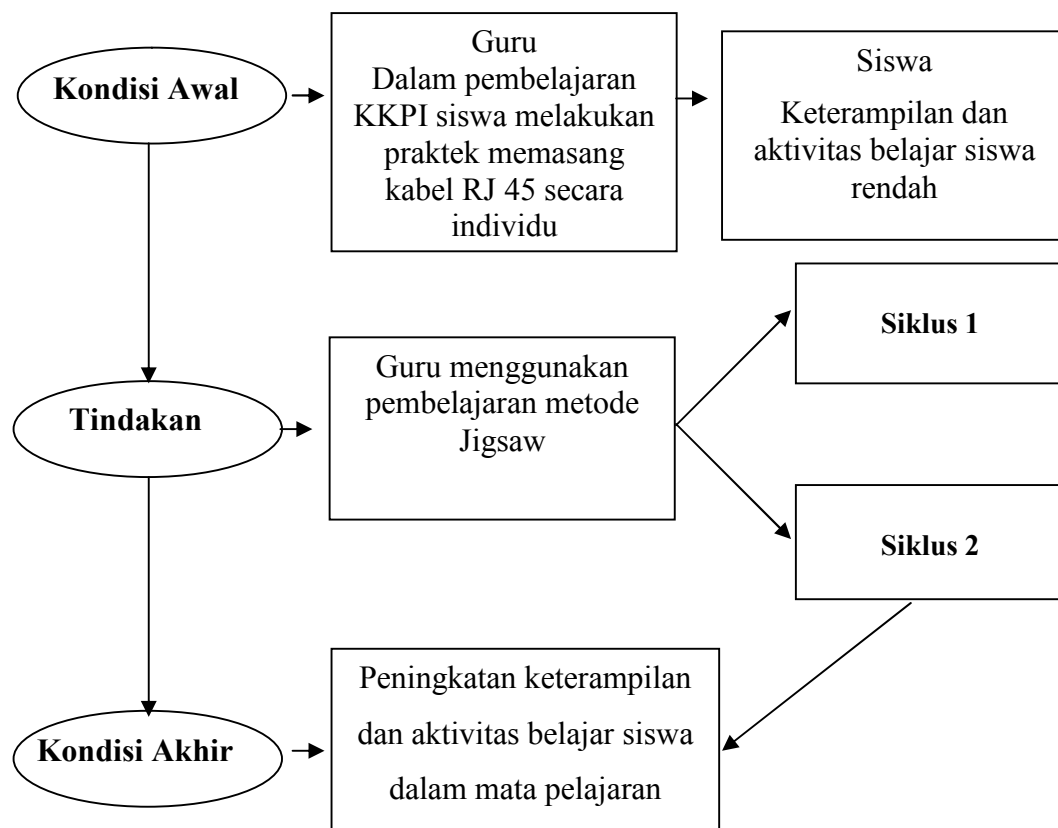 Kondisi Awal
Guru
Dalam pembelajaran
KKPI siswa melakukan
praktek memasang
kabel RJ 45 secara
individu
Siswa
Keterampilan dan
aktivitas belajar siswa
rendah
Tindakan
Guru menggunakan
pembelajaran metode
Jigsaw
Siklus 1
Siklus 2
Kondisi Akhir
Peningkatan keterampilan
dan aktivitas belajar siswa
dalam mata pelajaran